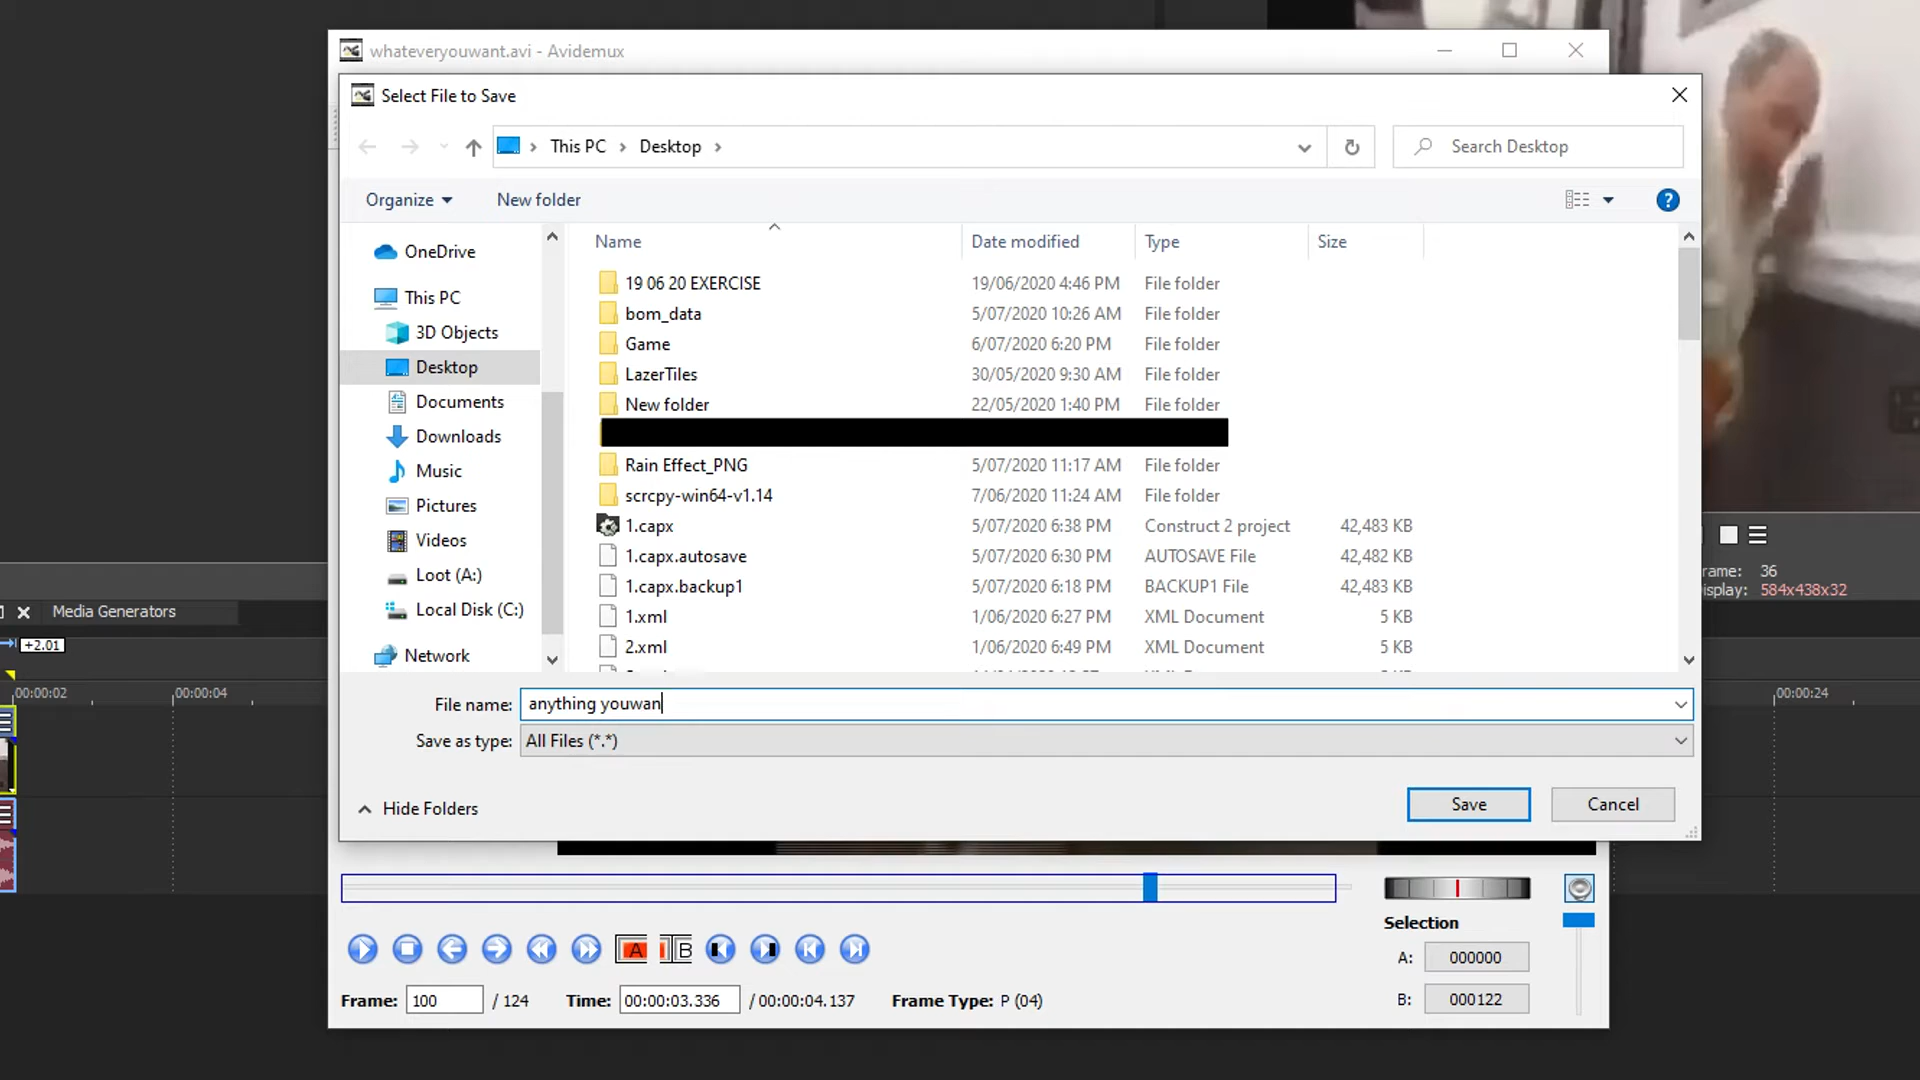 whateveryouwant.avi - Avidemux
Select File to Save
This PC
Desktop
Search Desktop
Organize
New folder
?
Name
Date modified
Type
Size
OneDrive
This PC
3D Objects
Desktop
Documents
Downloads
Music
Pictures
Videos
Loot (A:)
Local Disk (C:)
Network
19 06 20 EXERCISE 19/06/2020 4:46 PM File folder
bom_data 5/07/2020 10:26 AM File folder
Game 6/07/2020 6:20 PM File folder
LazerTiles 30/05/2020 9:30 AM File folder
New folder 22/05/2020 1:40 PM File folder
Rain Effect_PNG 5/07/2020 11:17 AM File folder
scrcpy-win64-v1.14 7/06/2020 11:24 AM File folder
1.capx 5/07/2020 6:38 PM Construct 2 project 42,483 KB
1.capx.autosave 5/07/2020 6:30 PM AUTOSAVE File 42,482 KB
1.capx.backup1 5/07/2020 6:18 PM BACKUP1 File 42,483 KB
1.xml 1/06/2020 6:27 PM XML Document 5 KB
2.xml 1/06/2020 6:49 PM XML Document 5 KB
File name: anything youwan
Save as type: All Files (*.*)
Hide Folders
Save
Cancel
Media Generators
+2.01
00:00:02
00:00:04
00:00:24
rame: 36
isplay: 584x438x32
A
B
Selection
A: 000000
B: 000122
Frame: 100 / 124 Time: 00:00:03.336 / 00:00:04.137 Frame Type: P (04)